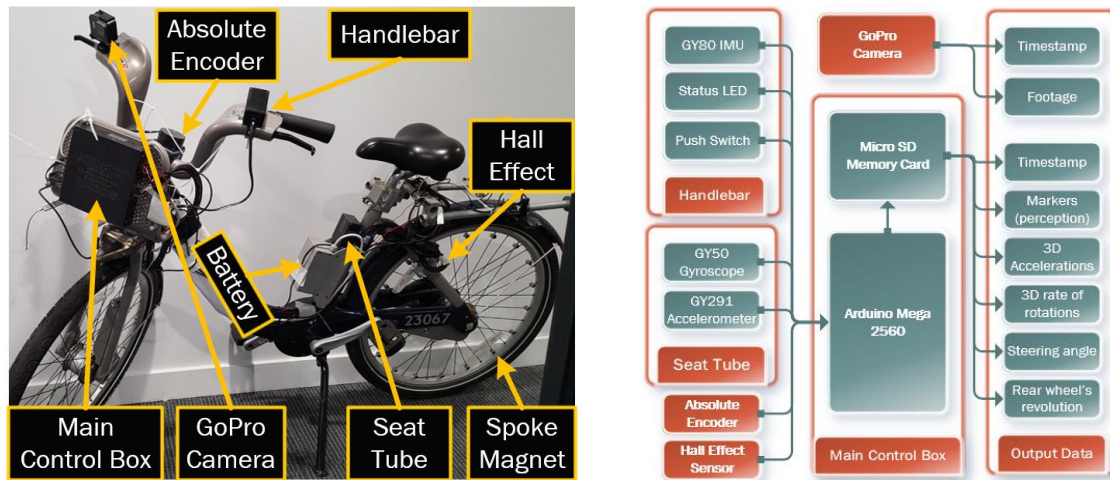 Absolute
Encoder
Handlebar
Hall
Effect
Battery
23067
Main
Control Box
GoPro
Camera
Seat
Tube
Spoke
Magnet
GY80 IMU
Status LED
Push Switch
Handlebar
GY50
Gyroscope
GY291
Accelerometer
Seat Tube
Absolute
Encoder
Hall Effect
Sensor
GoPro
Camera
Micro SD
Memory Card
Arduino Mega
2560
Main Control Box
Timestamp
Footage
Timestamp
Markers
(perception)
3D
Accelerations
3D rate of
rotations
Steering angle
Rear wheel's
revolution
Output Data